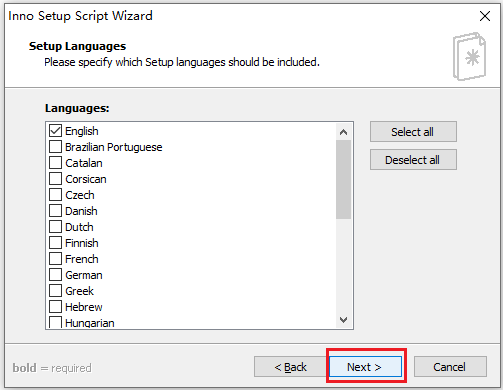 Inno Setup Script Wizard
Setup Languages
Please specify which Setup languages should be included.
Languages:
English
Brazilian Portuguese
Catalan
Corsican
Czech
Danish
Dutch
Finnish
French
German
Greek
Hebrew
Hungarian
Select all
Deselect all
bold = required
< Back
Next >
Cancel